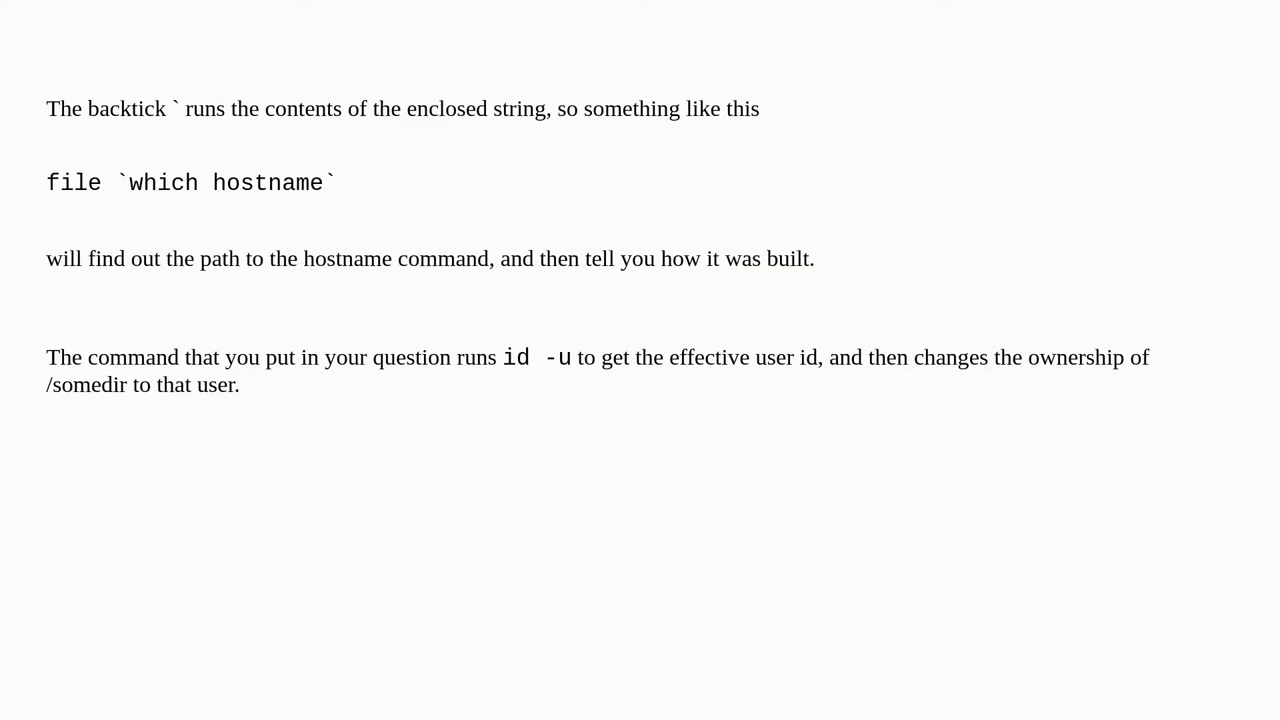 The backtick ` runs the contents of the enclosed string, so something like this
file `which hostname`
will find out the path to the hostname command, and then tell you how it was built.
The command that you put in your question runs id -u to get the effective user id, and then changes the ownership of
/somedir to that user.